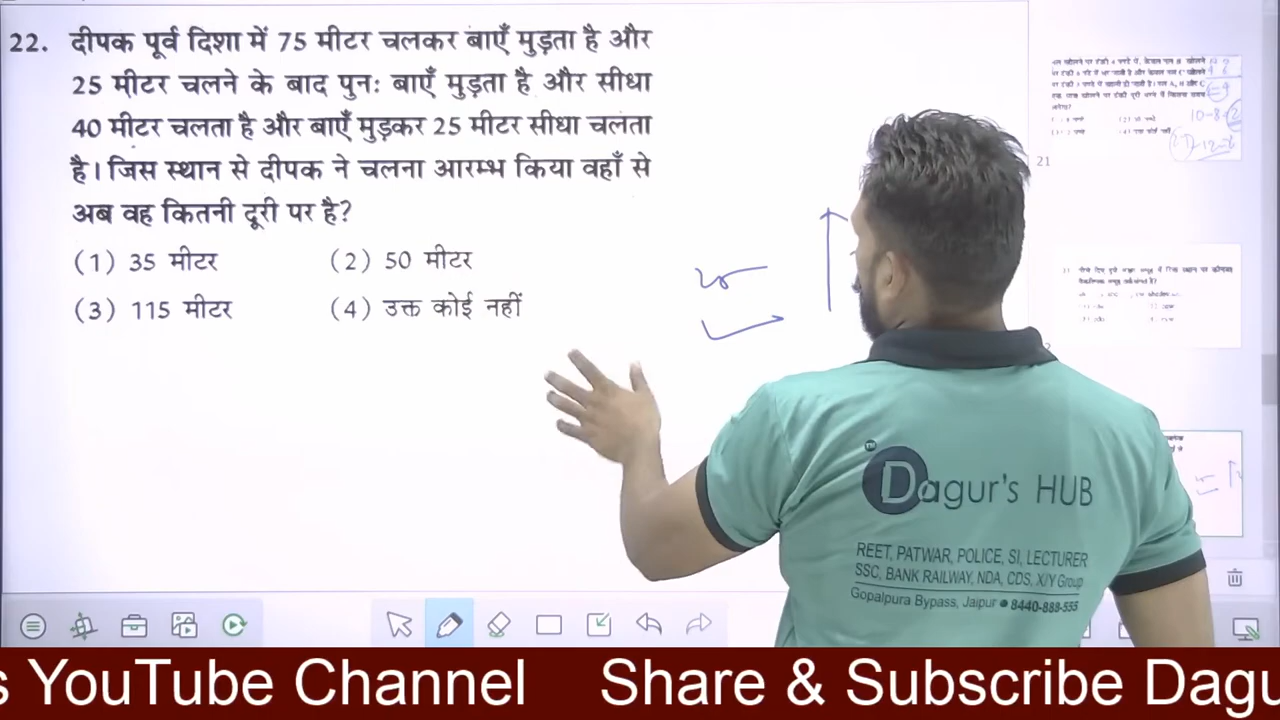 22. दीपक पूर्व दिशा में 75 मीटर चलकर बाएँ मुड़ता है और
25 मीटर चलने के बाद पुनः बाएँ मुड़ता है और सीधा
40 मीटर चलता है और बाएँ मुड़कर 25 मीटर सीधा चलता
है। जिस स्थान से दीपक ने चलना आरम्भ किया वहाँ से
अब वह कितनी दूरी पर है?
(1) 35 मीटर (2) 50 मीटर
(3) 115 मीटर (4) उक्त कोई नहीं
21
10-8
Dagur's HUB
REET, PATWAR, POLICE, SI, LECTURER
SSC, BANK RAILWAY, NDA, CDS, X/Y Group
Gopalpura Bypass, Jaipur 8440-888-555
s YouTube Channel Share & Subscribe Dagu